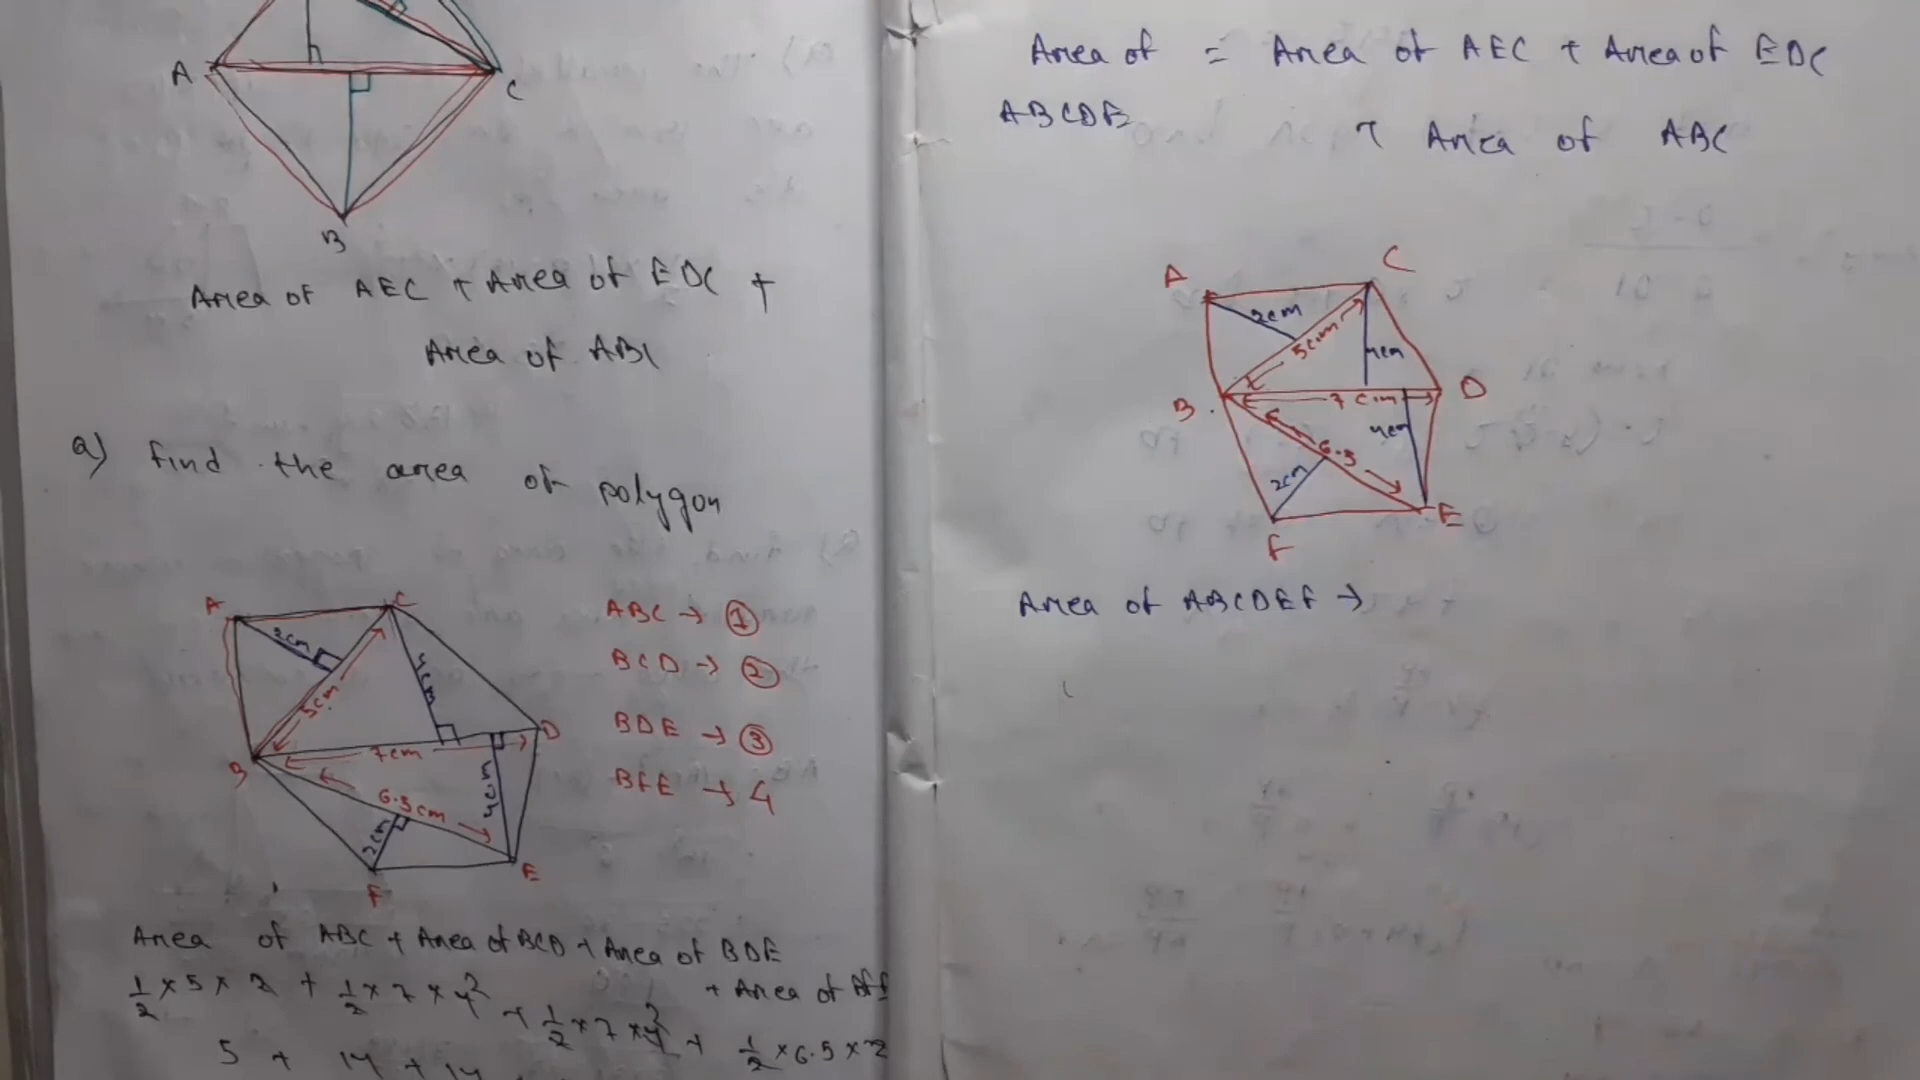 A
C
B
Area of AEC + Area of EDC +
Area of ABC
a) find the area of polygon
A
C
2cm
5cm
4cm
B
7cm
D
6.5cm
4cm
2cm
F
E
ABC → ①
BCD → ②
BDE → ③
BFE → 4
Area of ABC + Area of BCD + Area of BDE
+ Area of BFE
1/2 × 5 × 2 + 1/2 × 7 × 4 2 + 1/2 × 7 × 4 2 + 1/2 × 6.5 × 2
5 + 14 + 14
Area of = Area of AEC + Area of EDC
ABCDE + Area of ABC
A
C
2cm
5cm
4cm
B
7cm
D
4cm
6.5
2cm
E
F
Area of ABCDEF →